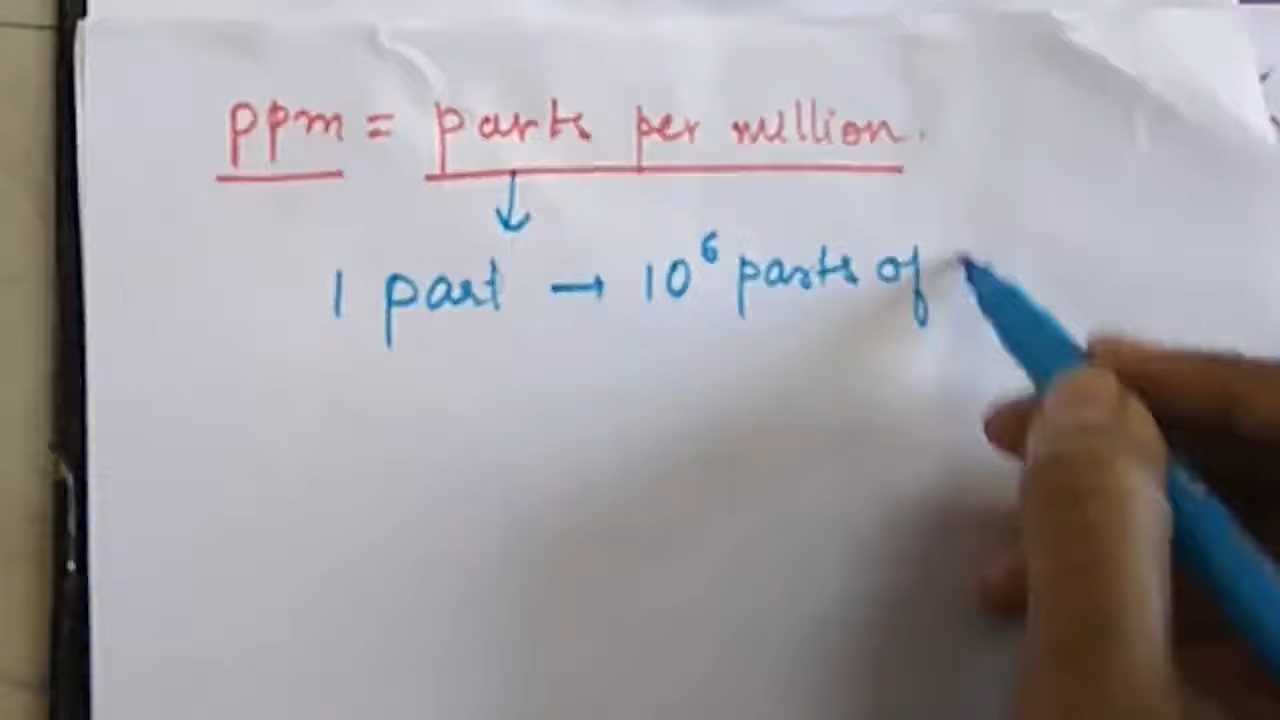 ppm = parts per million.
1 part → 10⁶ parts of